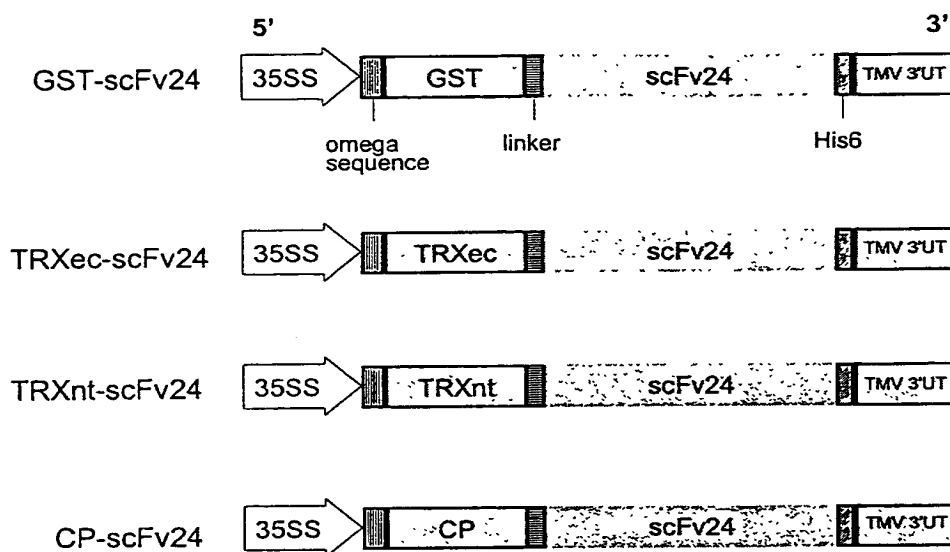 5' 3'
GST-scFv24 35SS GST scFv24 TMV 3'UT
omega sequence linker His6
TRXec-scFv24 35SS TRXec scFv24 TMV 3'UT
TRXnt-scFv24 35SS TRXnt scFv24 TMV 3'UT
CP-scFv24 35SS CP scFv24 TMV 3'UT